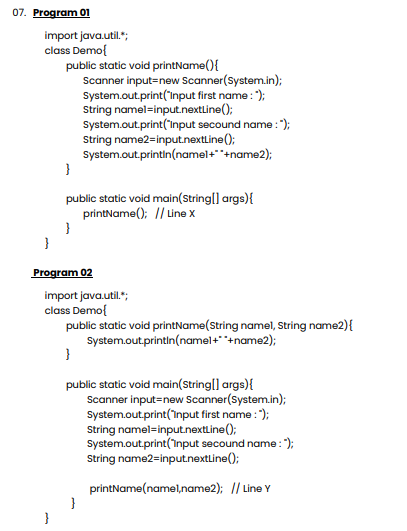 07. Program 01
import java.util.*;
class Demo{
public static void printName(){
Scanner input=new Scanner(System.in);
System.out.print("Input first name : ");
String name1=input.nextLine();
System.out.print("Input secound name : ");
String name2=input.nextLine();
System.out.println(name1+" "+name2);
}
public static void main(String[] args){
printName(); // Line X
}
}
Program 02
import java.util.*;
class Demo{
public static void printName(String name1, String name2){
System.out.println(name1+" "+name2);
}
public static void main(String[] args){
Scanner input=new Scanner(System.in);
System.out.print("Input first name : ");
String name1=input.nextLine();
System.out.print("Input secound name : ");
String name2=input.nextLine();
printName(name1,name2); // Line Y
}
}